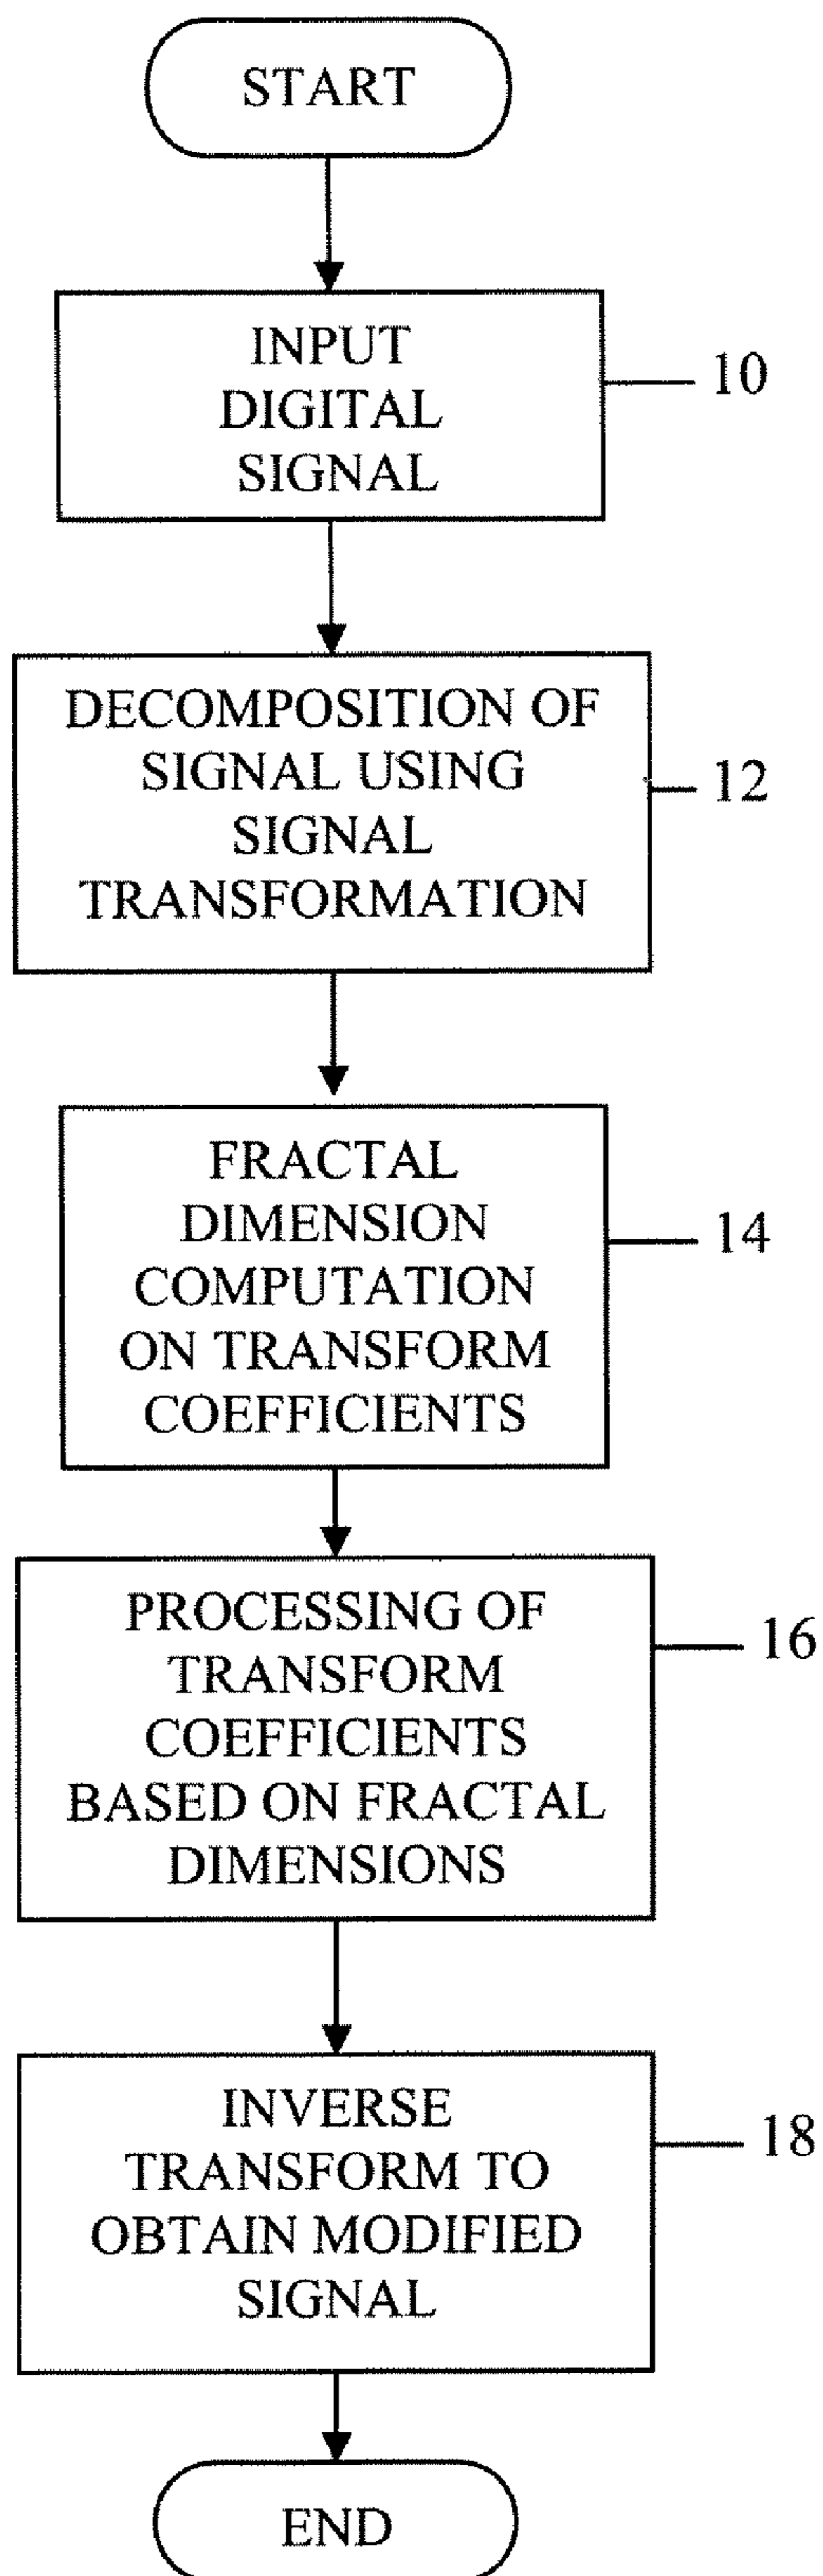 START
INPUT
DIGITAL
SIGNAL
10
DECOMPOSITION OF
SIGNAL USING
SIGNAL
TRANSFORMATION
12
FRACTAL
DIMENSION
COMPUTATION
ON TRANSFORM
COEFFICIENTS
14
PROCESSING OF
TRANSFORM
COEFFICIENTS
BASED ON FRACTAL
DIMENSIONS
16
INVERSE
TRANSFORM TO
OBTAIN MODIFIED
SIGNAL
18
END